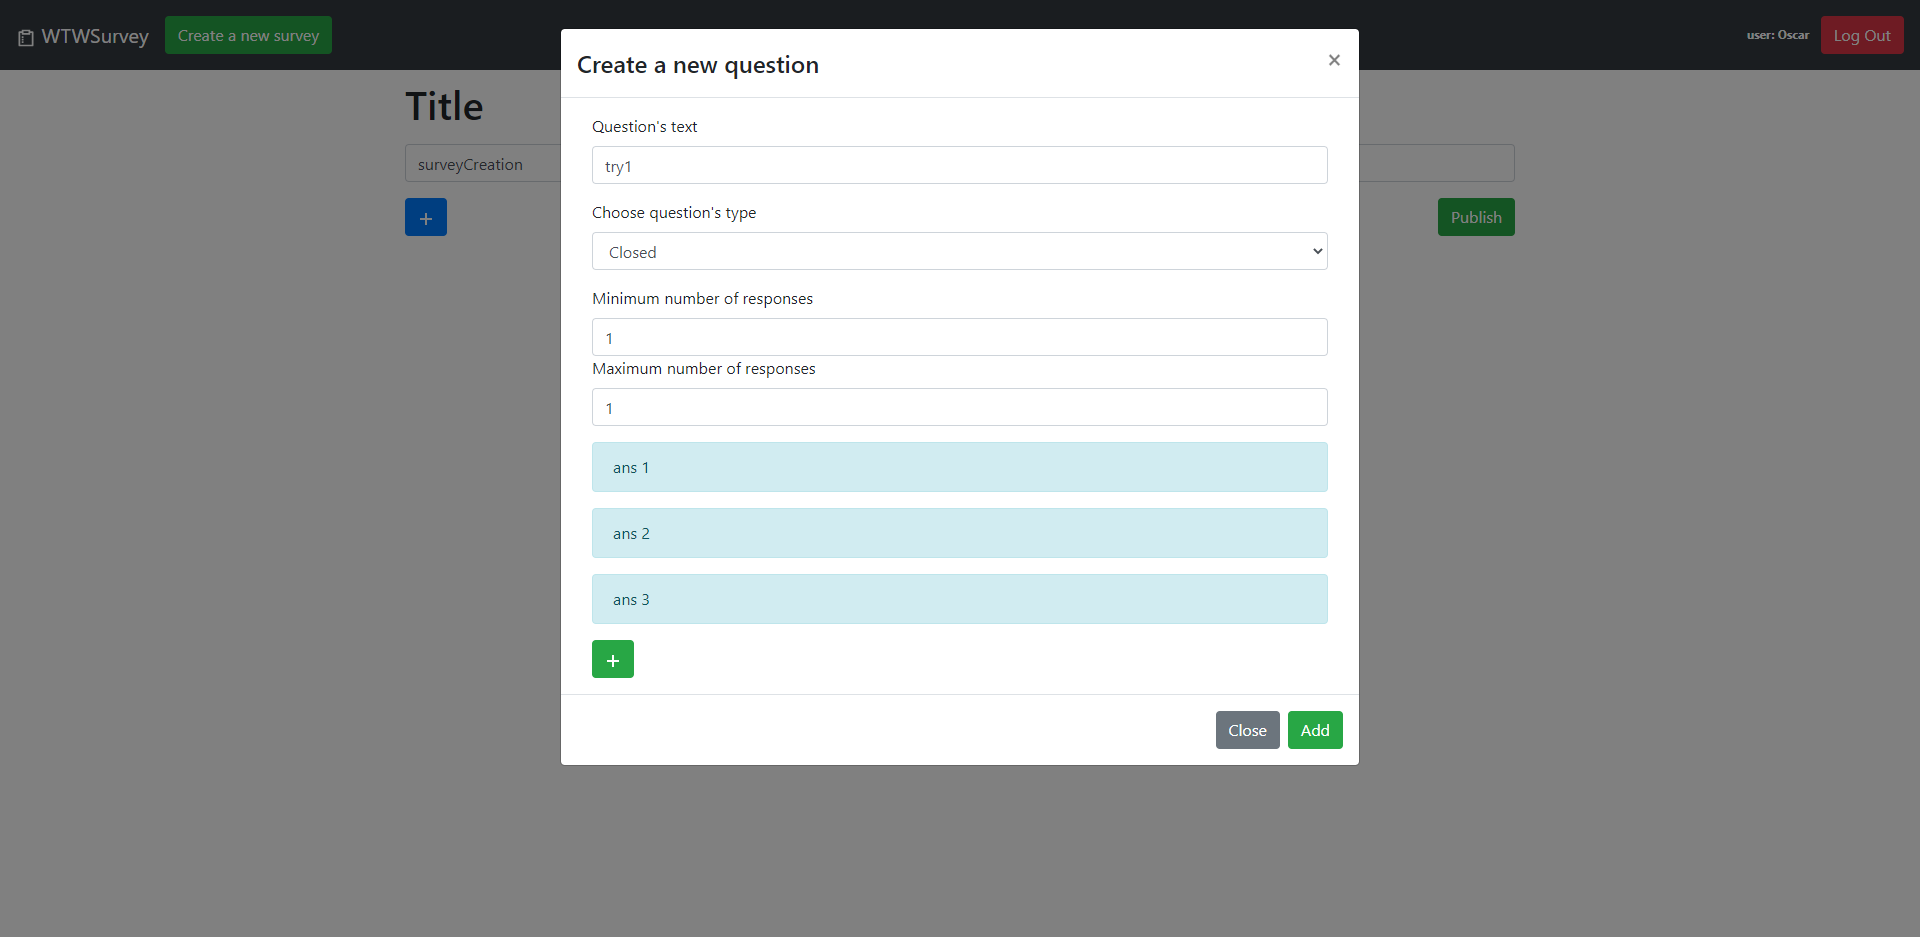 WTWSurvey
Create a new survey
user: Oscar
Log Out
Title
surveyCreation
+
Publish
Create a new question
×
Question's text
try1
Choose question's type
Closed
Minimum number of responses
1
Maximum number of responses
1
ans 1
ans 2
ans 3
+
Close
Add